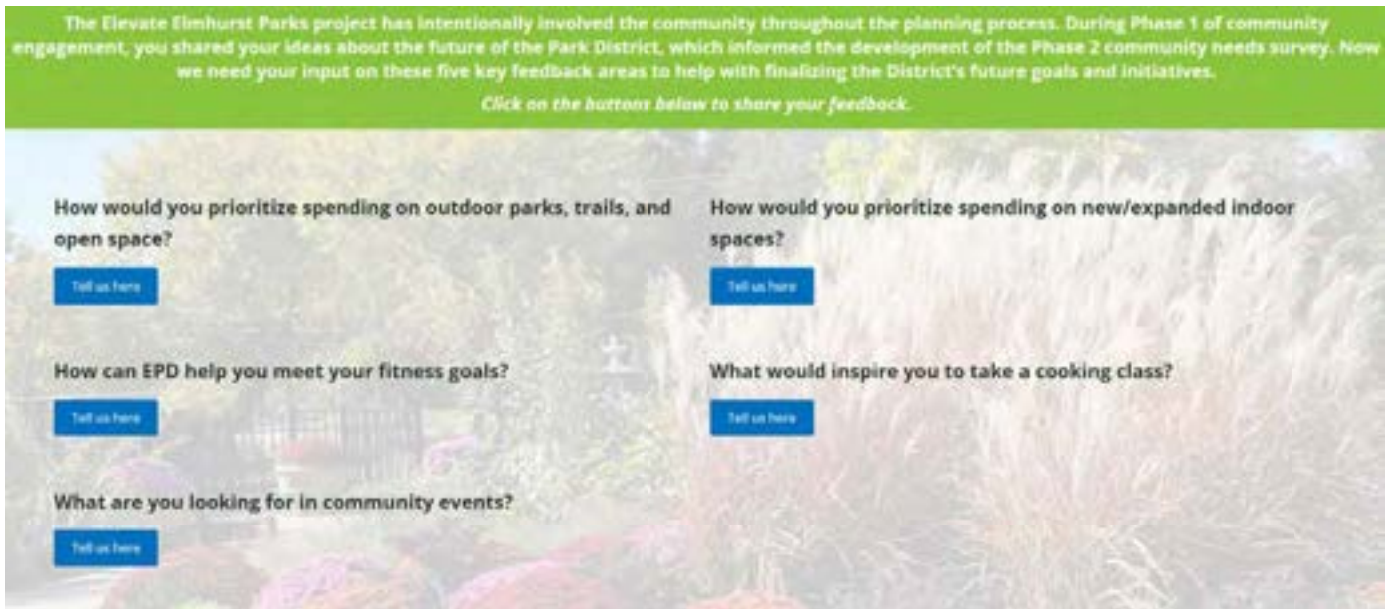 The Elevate Elmhurst Parks project has intentionally involved the community throughout the planning process. During Phase 1 of community
engagement, you shared your ideas about the future of the Park District, which informed the development of the Phase 2 community needs survey. Now
we need your input on these five key feedback areas to help with finalizing the District's future goals and initiatives.
Click on the buttons below to share your feedback.
How would you prioritize spending on outdoor parks, trails, and
open space?
Tell us here
How would you prioritize spending on new/expanded indoor
spaces?
Tell us here
How can EPD help you meet your fitness goals?
Tell us here
What would inspire you to take a cooking class?
Tell us here
What are you looking for in community events?
Tell us here